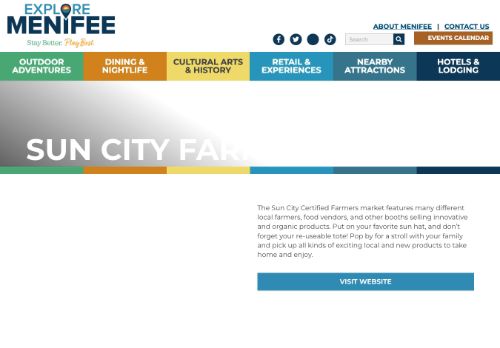 EXPLORE
MENIFEE
Stay Better. Play Best.
ABOUT MENIFEE | CONTACT US
Search
EVENTS CALENDAR
OUTDOOR
ADVENTURES
DINING &
NIGHTLIFE
CULTURAL ARTS
& HISTORY
RETAIL &
EXPERIENCES
NEARBY
ATTRACTIONS
HOTELS &
LODGING
SUN CITY FAR
The Sun City Certified Farmers market features many different
local farmers, food vendors, and other booths selling innovative
and organic products. Put on your favorite sun hat, and don't
forget your re-useable tote! Pop by for a stroll with your family
and pick up all kinds of exciting local and new products to take
home and enjoy.
VISIT WEBSITE